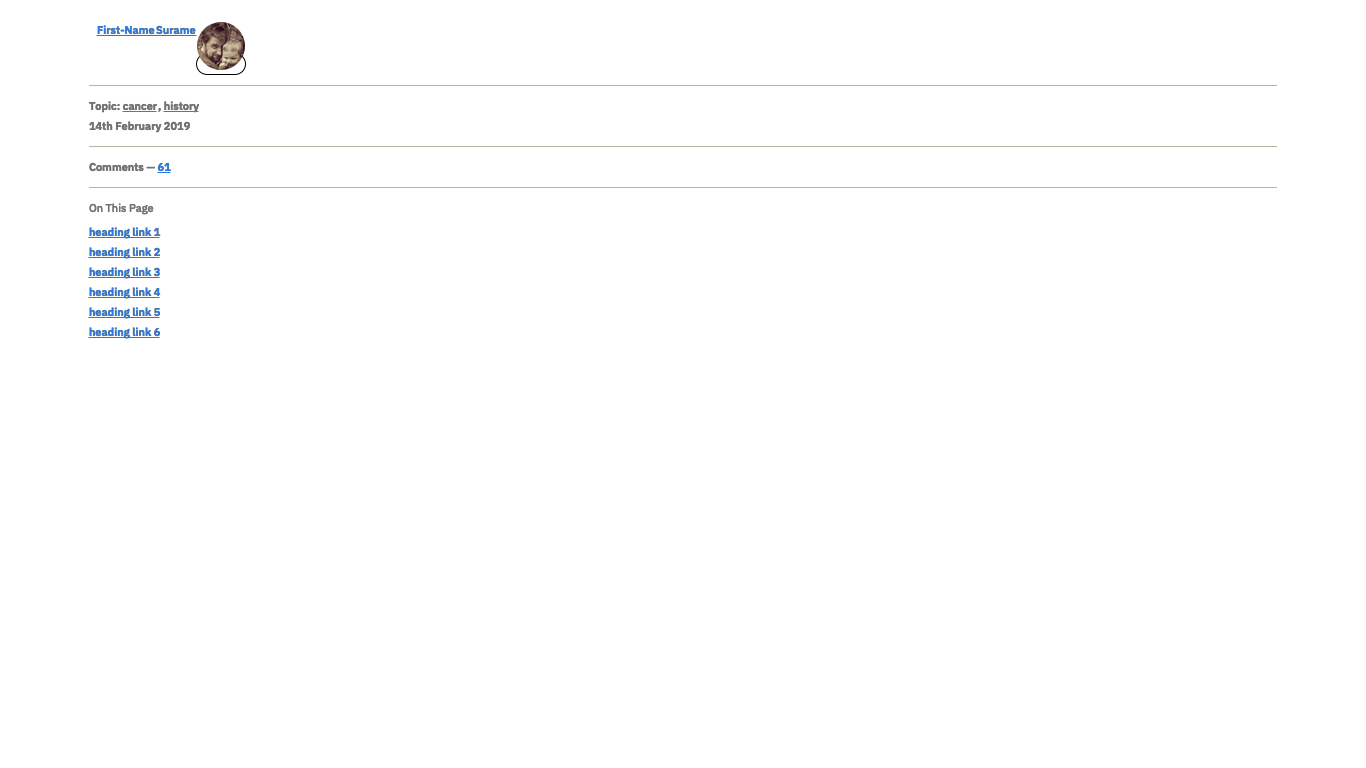 First-Name Surame
Topic: cancer, history
14th February 2019
Comments — 61
On This Page
heading link 1
heading link 2
heading link 3
heading link 4
heading link 5
heading link 6